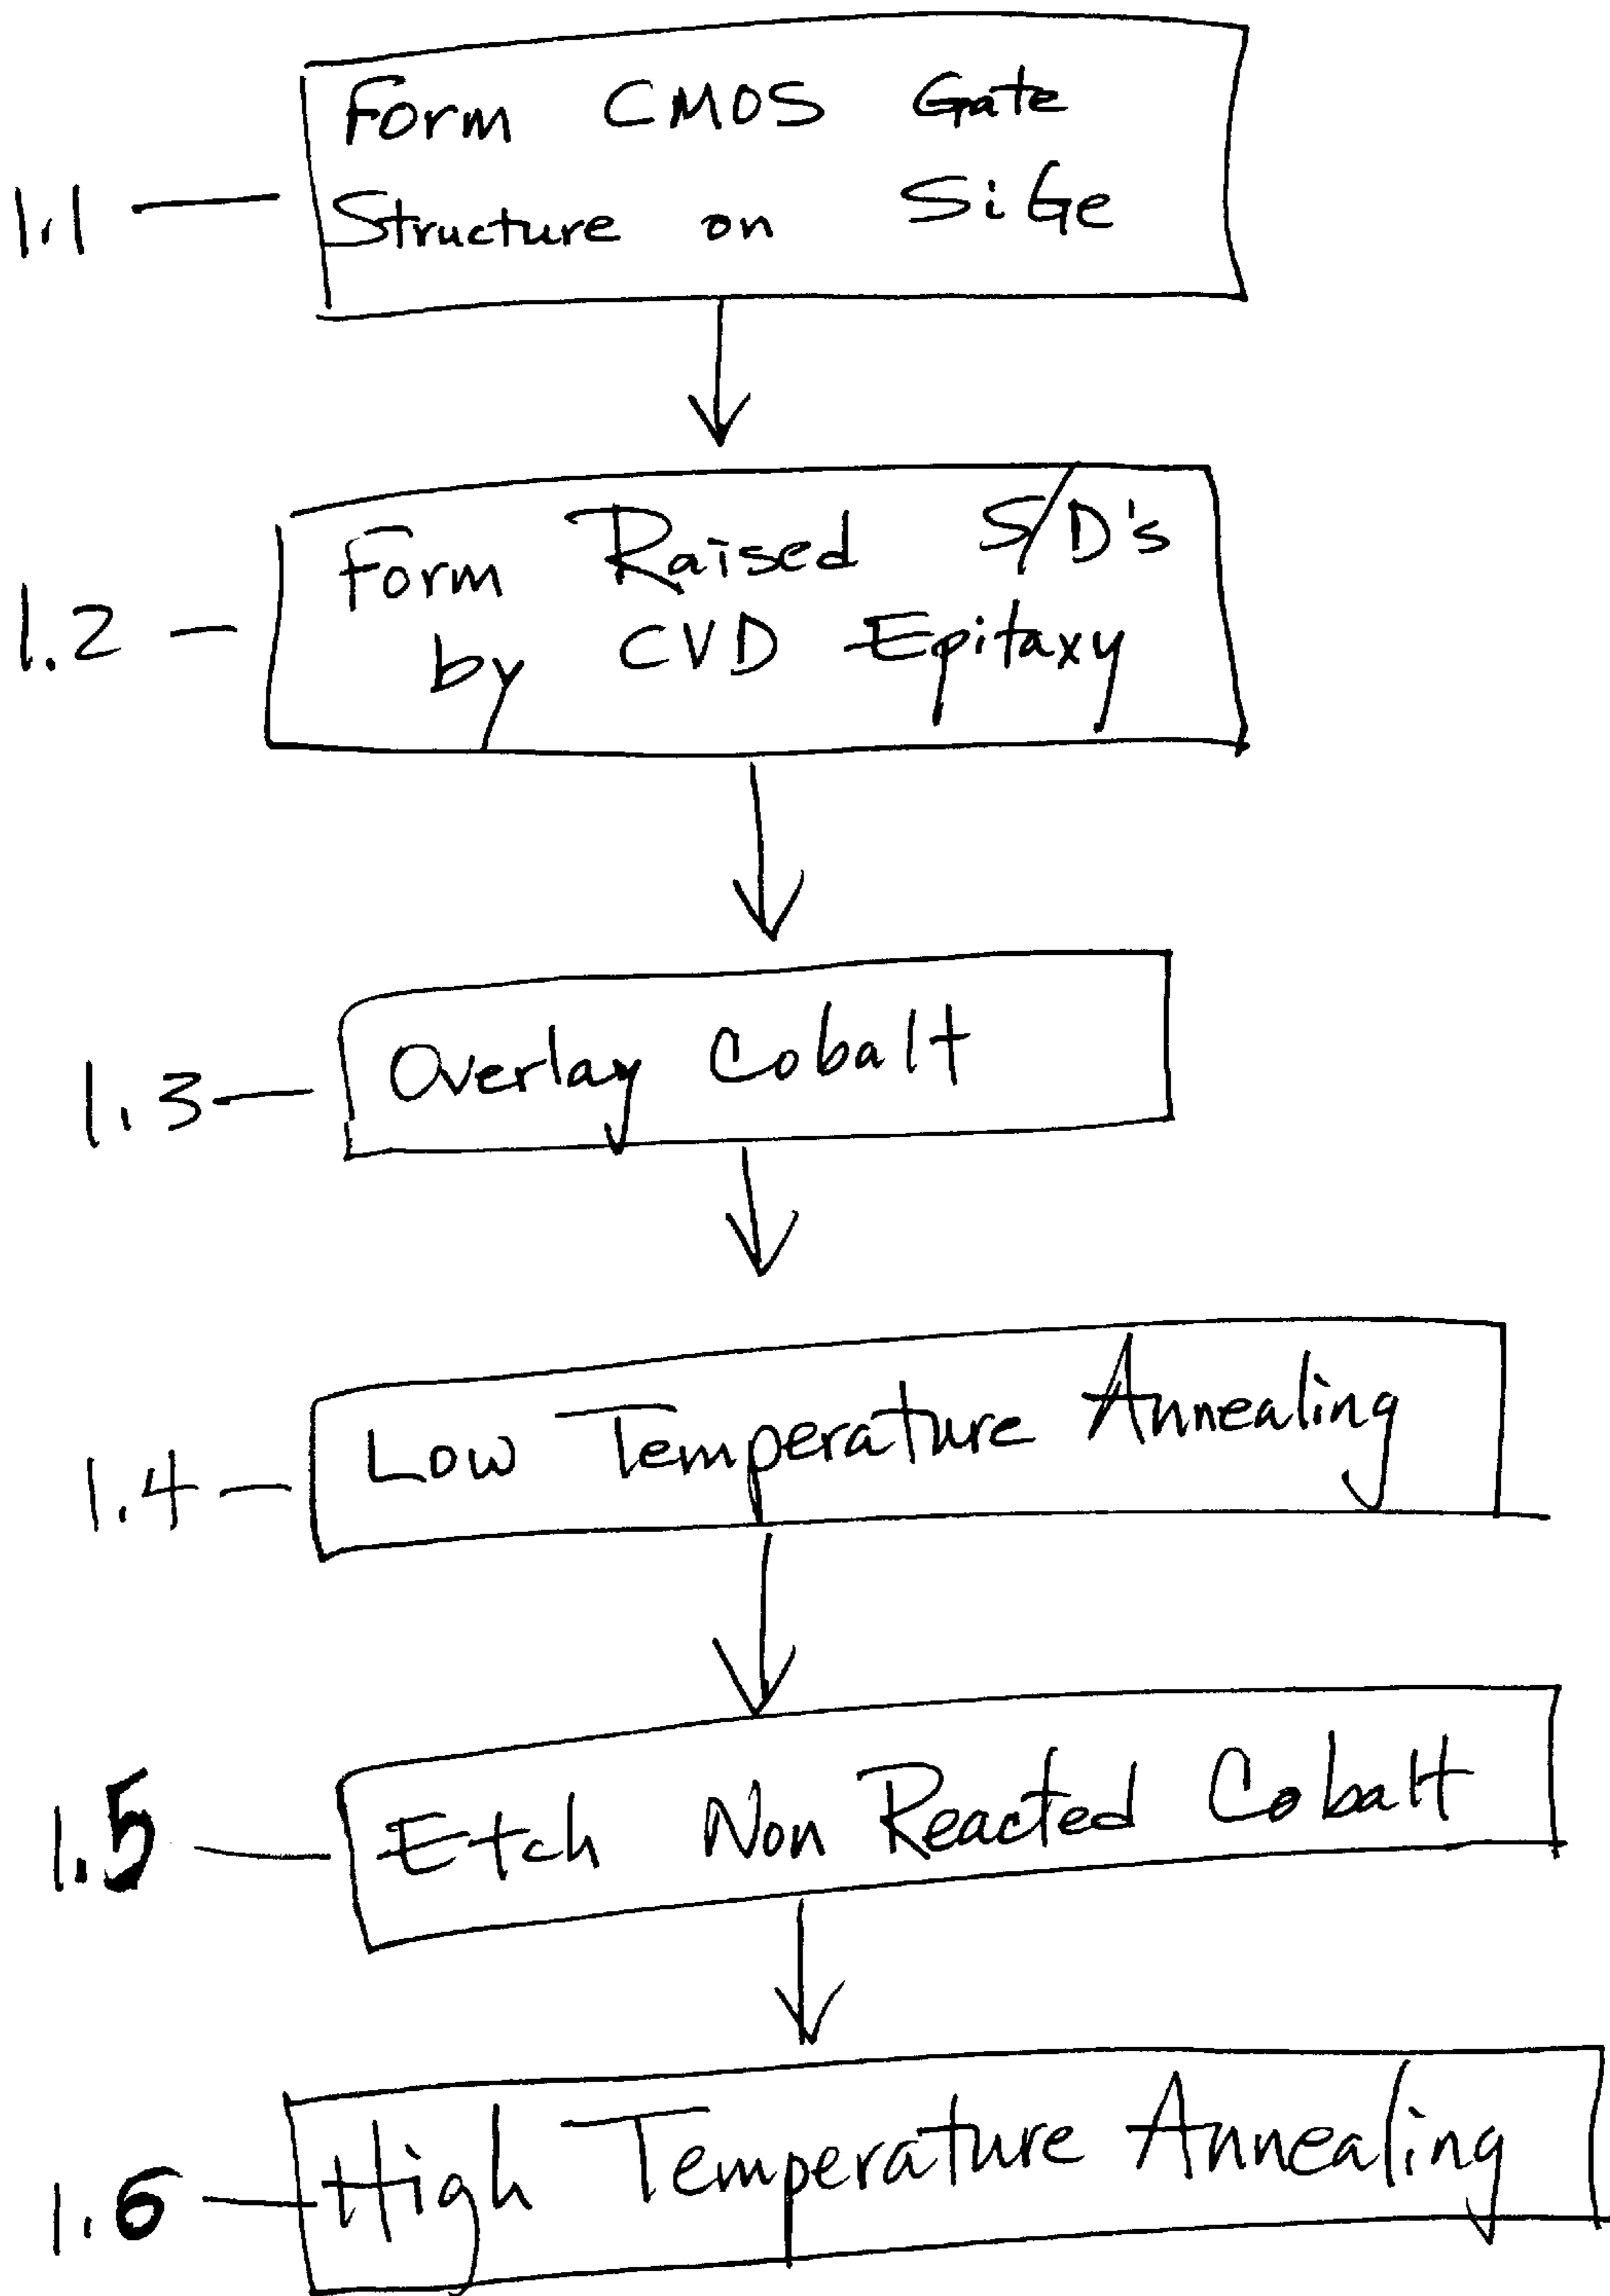 1.1
Form CMOS Gate
Structure on SiGe
1.2
Form Raised S/D's
by CVD Epitaxy
1.3
Overlay Cobalt
1.4
Low Temperature Annealing
1.5
Etch Non Reacted Cobalt
1.6
High Temperature Annealing